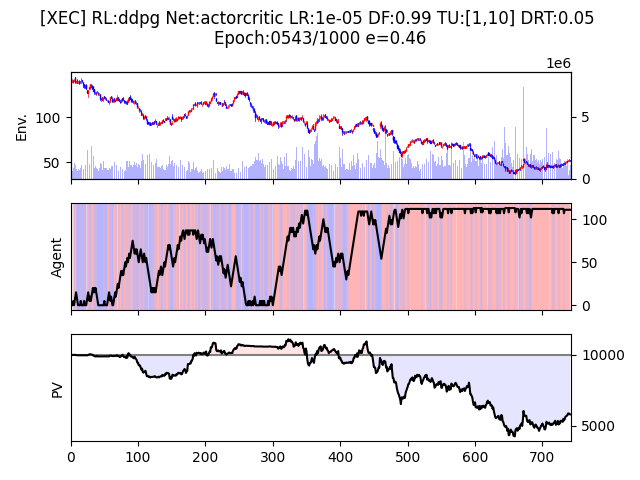 [XEC] RL:ddpg Net:actorcritic LR:1e-05 DF:0.99 TU:[1,10] DRT:0.05
Epoch:0543/1000 e=0.46
1e6
Env.
100
50
5
0
Agent
100
50
0
PV
10000
5000
0 100 200 300 400 500 600 700